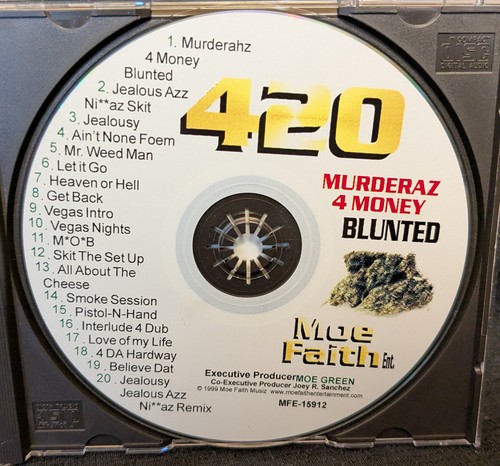 1. Murderahz
4 Money
Blunted
2. Jealous Azz
Ni**az Skit
3. Jealousy
4. Ain't None Foem
5. Mr. Weed Man
6. Let it Go
7. Heaven or Hell
8. Get Back
9. Vegas Intro
10. Vegas Nights
11. M*O*B
12. Skit The Set Up
13. All About The
Cheese
14. Smoke Session
15. Pistol-N-Hand
16. Interlude 4 Dub
17. Love of my Life
18. 4 DA Hardway
19. Believe Dat
20. Jealousy
Jealous Azz
Ni**az Remix
420
MURDERAZ
4 MONEY
BLUNTED
Moe
Faith Ent.
Executive Producer MOE GREEN
Co-Executive Producer Joey R. Sanchez
© 1999 Moe Faith Musiz www.moefaithentertainment.com
MFE-15912
COMPACT
DIGITAL AUDIO